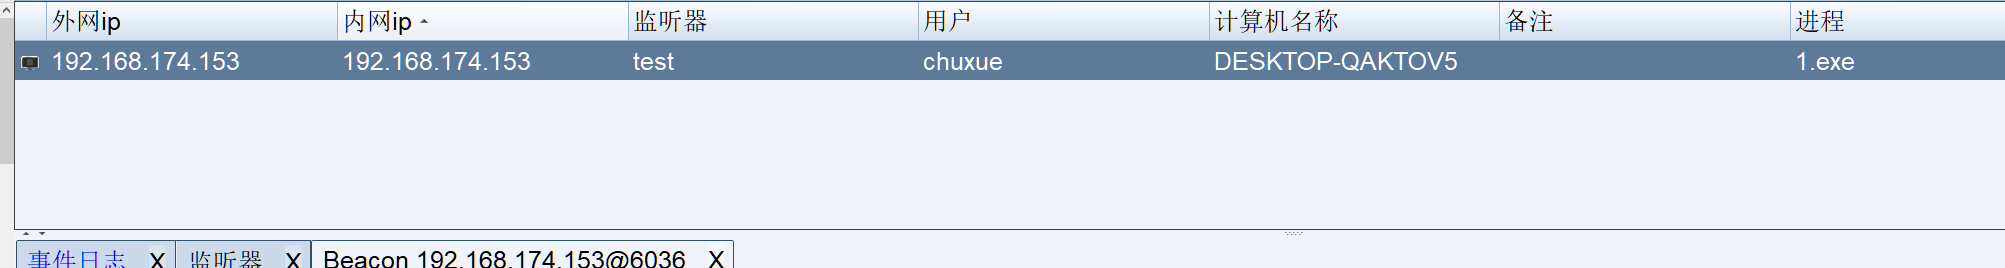 外网ip 内网ip 监听器 用户 计算机名称 备注 进程
192.168.174.153 192.168.174.153 test chuxue DESKTOP-QAKTOV5 1.exe
事件日志 X 监听器 X Beacon 192.168.174.153@6036 X